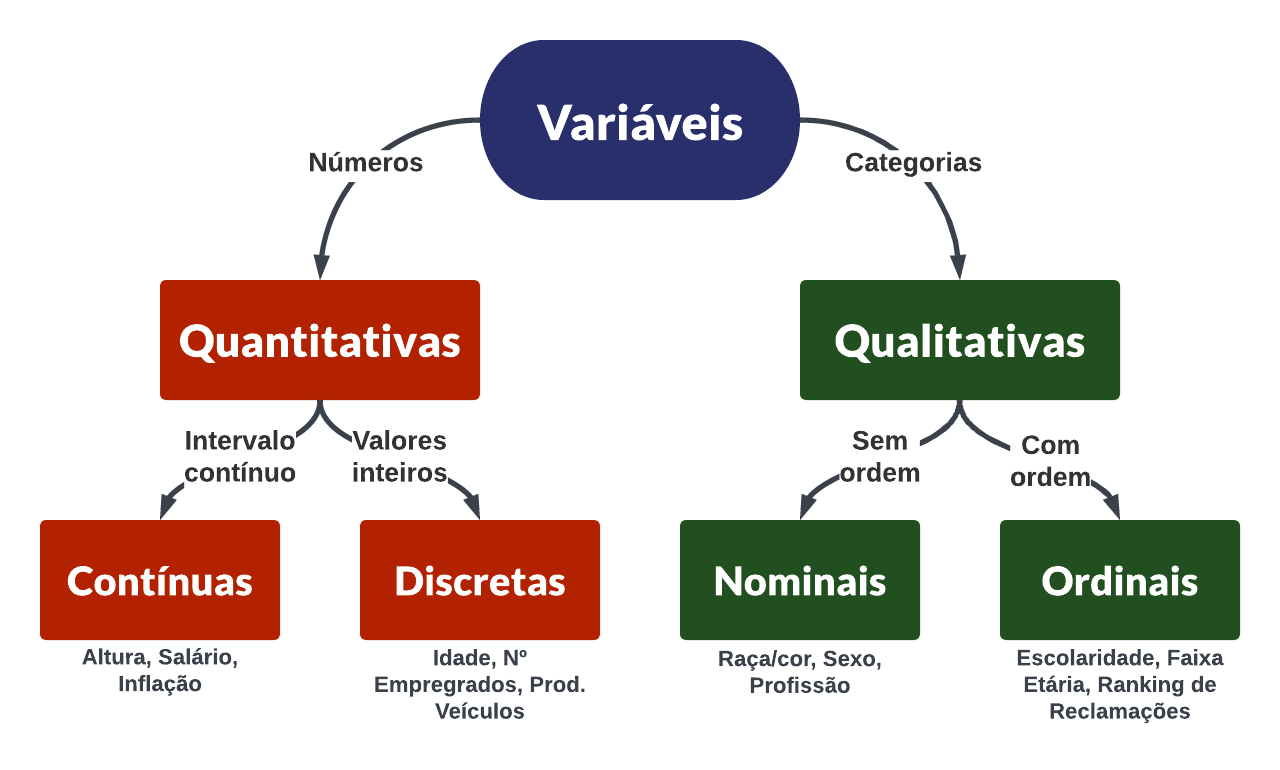 Variáveis
Números
Categorias
Quantitativas
Qualitativas
Intervalo
contínuo
Valores
inteiros
Sem
ordem
Com
ordem
Contínuas
Discretas
Nominais
Ordinais
Altura, Salário,
Inflação
Idade, Nº
Empregrados, Prod.
Veículos
Raça/cor, Sexo,
Profissão
Escolaridade, Faixa
Etária, Ranking de
Reclamações